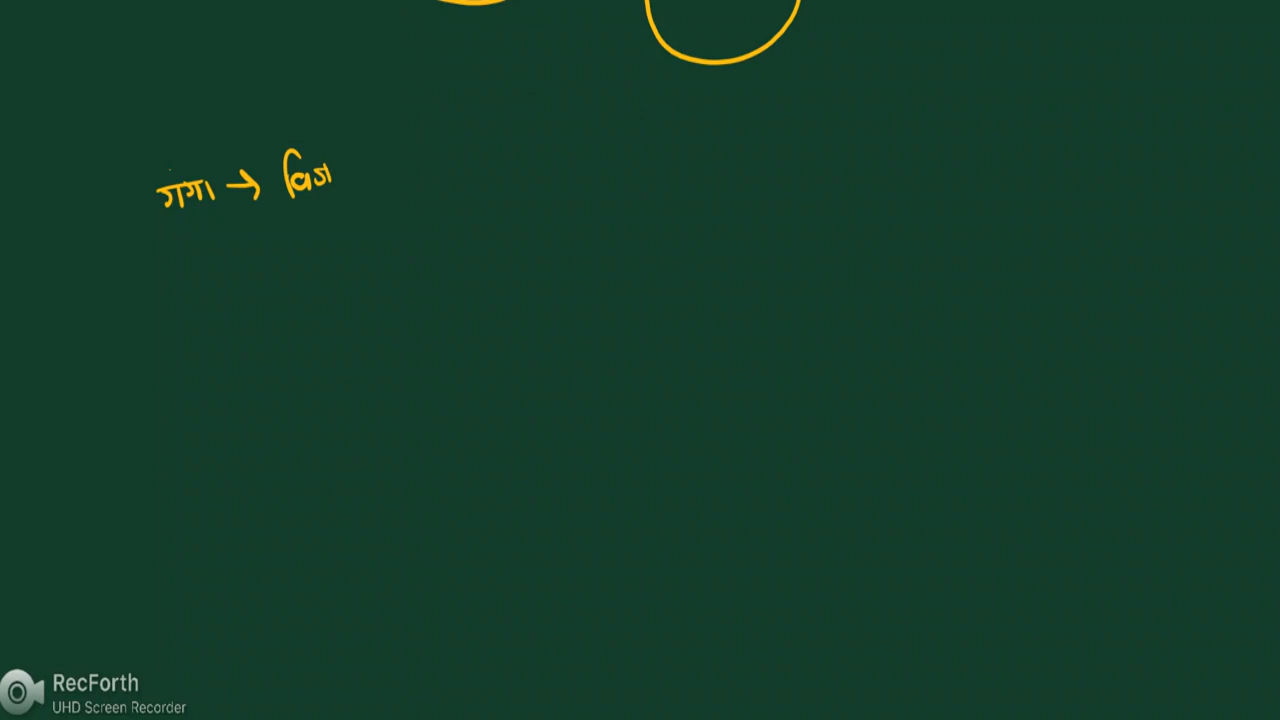 गगा → विज
RecForth
UHD Screen Recorder